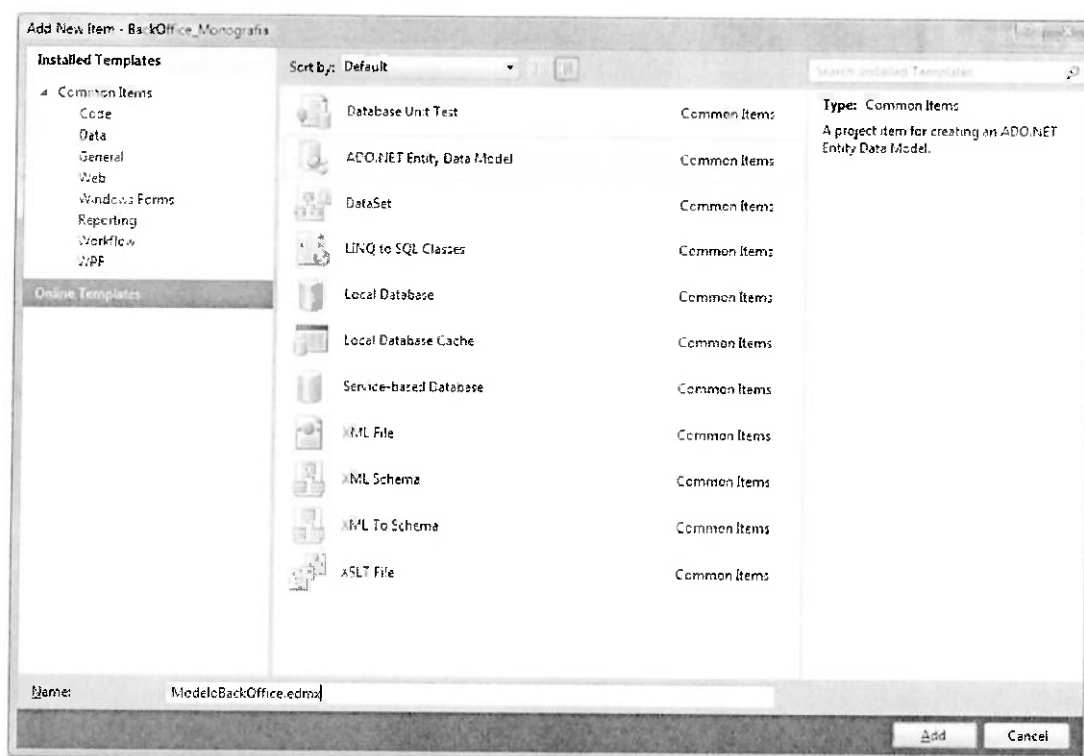 Add New Item - BackOffice_Monografia
Installed Templates
Common Items
Code
Data
General
Web
Windows Forms
Reporting
Workflow
WPF
Online Templates
Sort by: Default
Search Installed Templates
Database Unit Test Common Items
ADO.NET Entity Data Model Common Items
DataSet Common Items
LINQ to SQL Classes Common Items
Local Database Common Items
Local Database Cache Common Items
Service-based Database Common Items
XML File Common Items
XML Schema Common Items
XML To Schema Common Items
XSLT File Common Items
Type: Common Items
A project item for creating an ADO.NET
Entity Data Model.
Name: ModeloBackOffice.edmx
Add Cancel